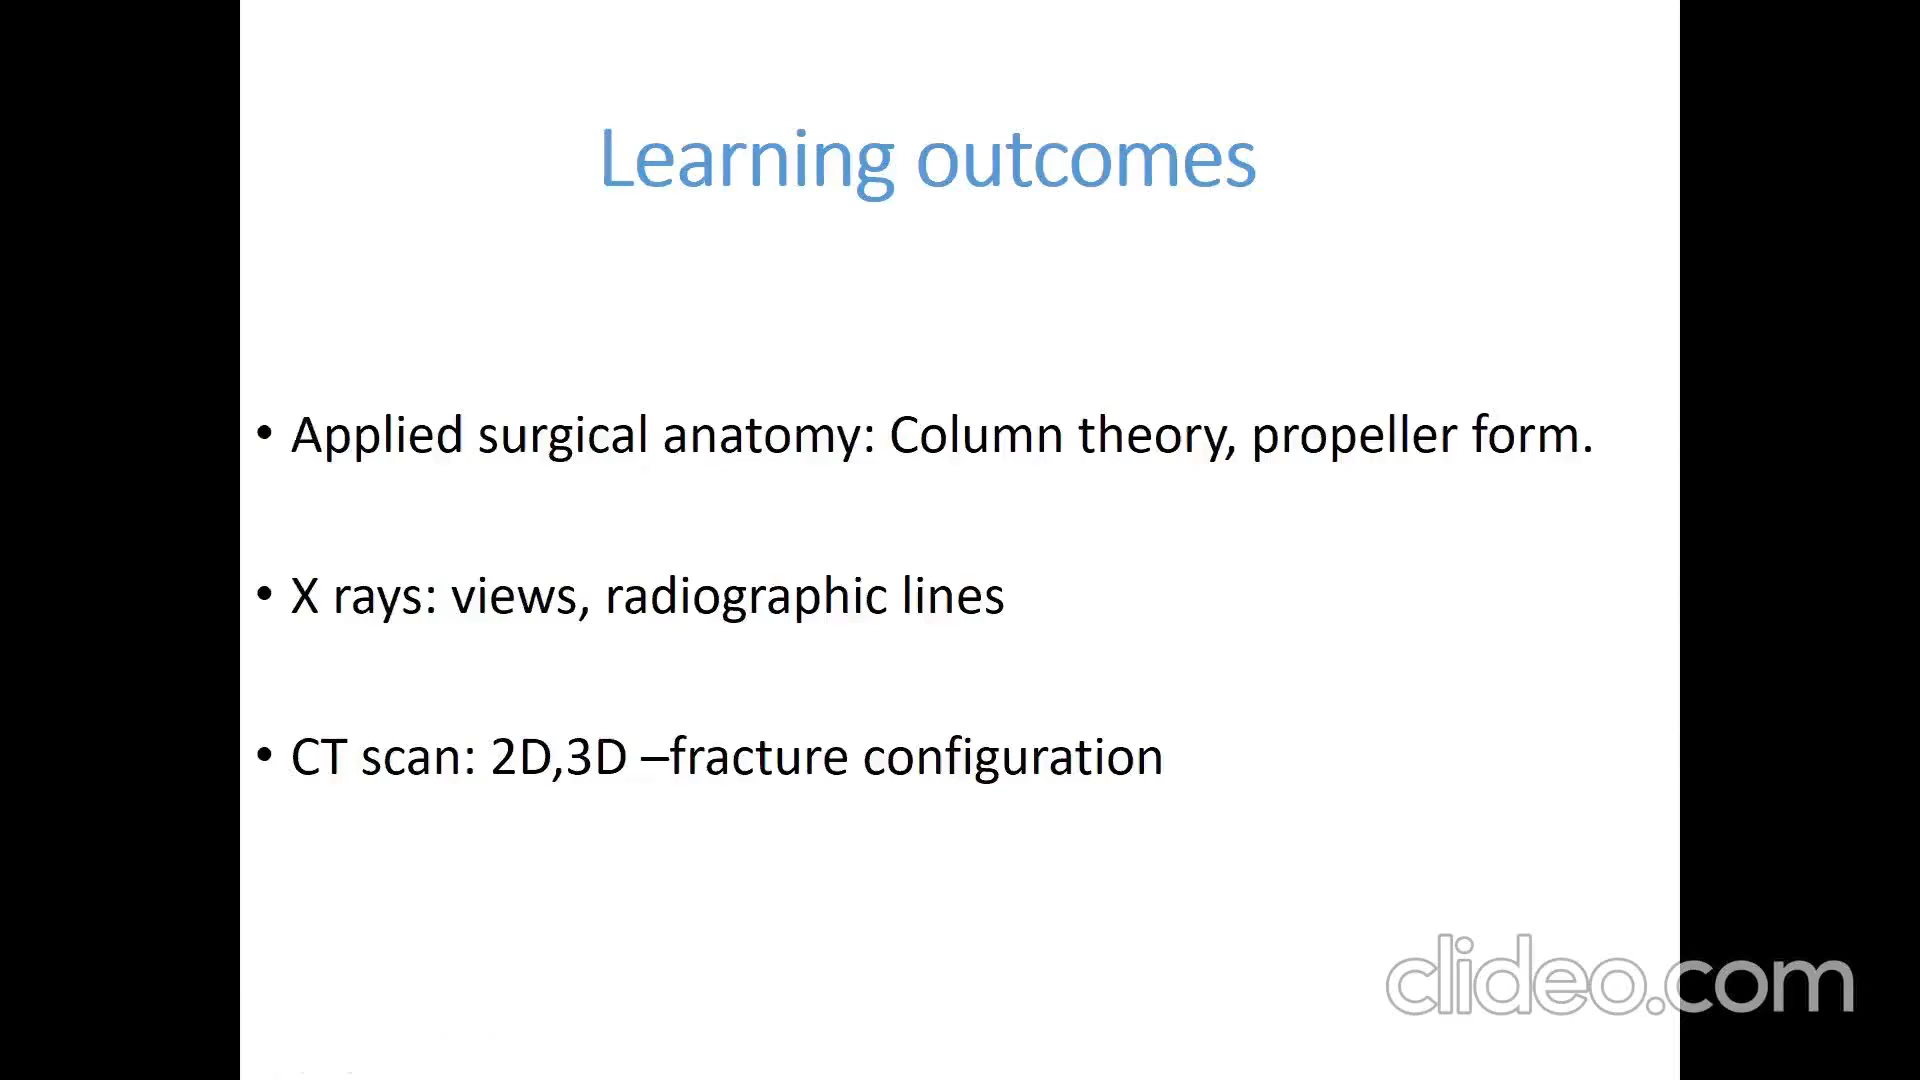 Learning outcomes
• Applied surgical anatomy: Column theory, propeller form.
• X rays: views, radiographic lines
• CT scan: 2D,3D –fracture configuration
clideo.com